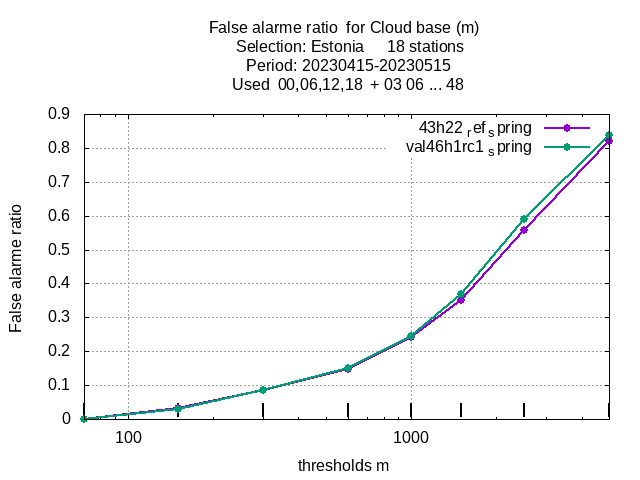 False alarme ratio  for Cloud base (m)
Selection: Estonia     18 stations
Period: 20230415-20230515
Used  00,06,12,18  + 03 06 ... 48
43h22 ref spring
val46h1rc1 spring
0.9
0.8
0.7
0.6
0.5
0.4
0.3
0.2
0.1
0
False alarme ratio
100 1000
thresholds m